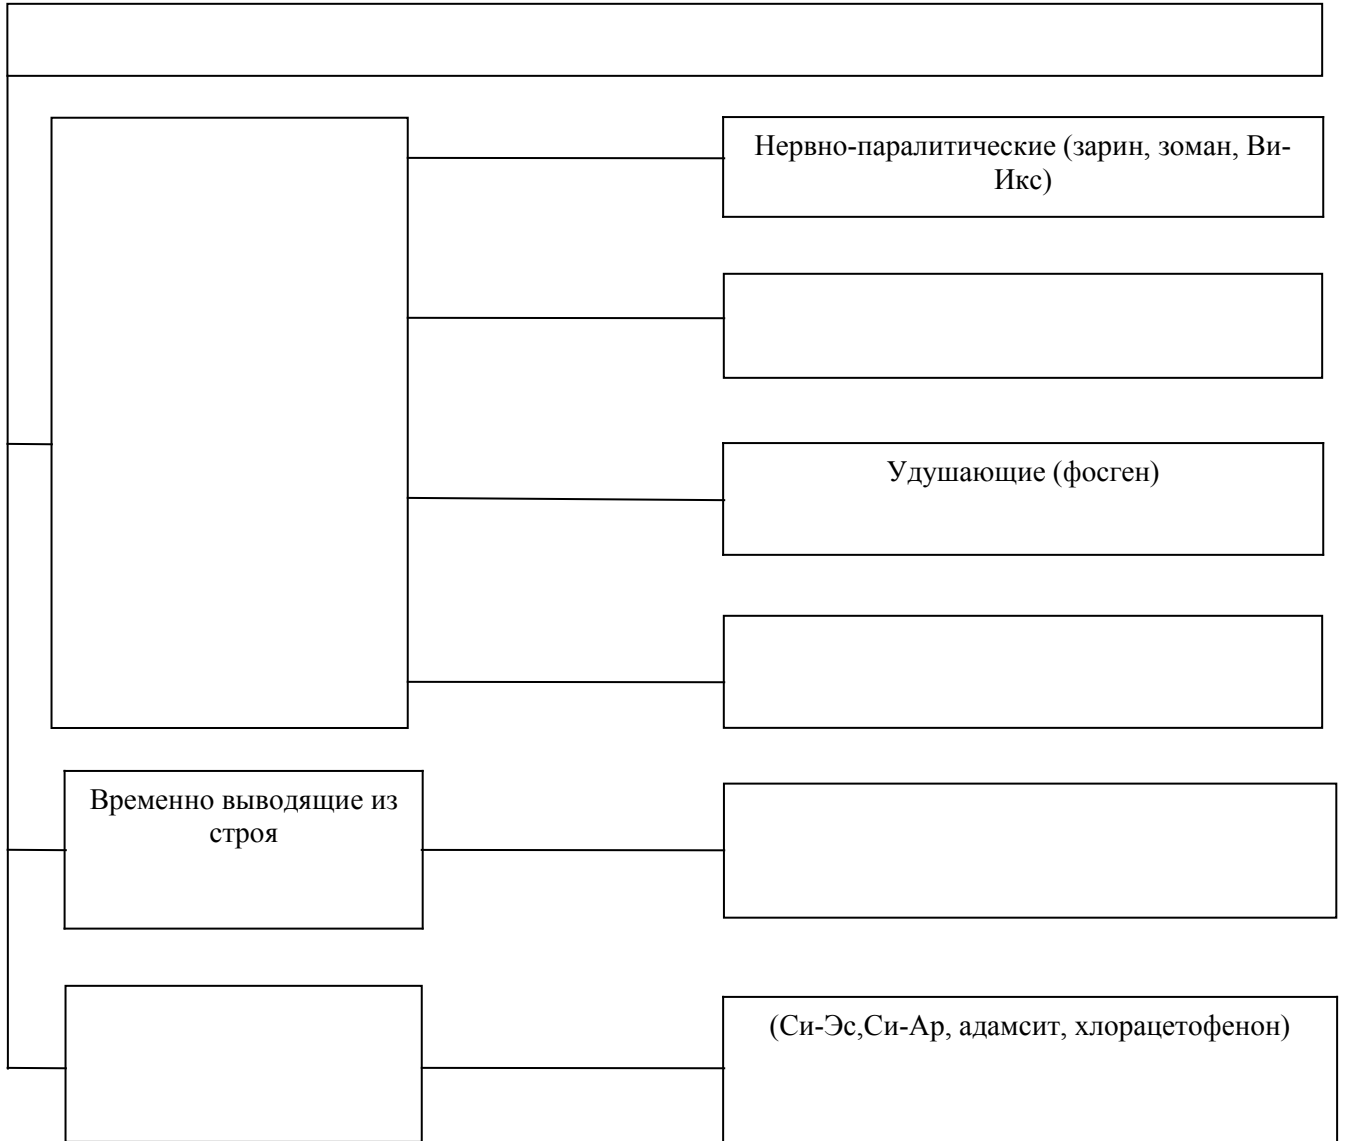 Нервно-паралитические (зарин, зоман, Ви-
Икс)
Удушающие (фосген)
Временно выводящие из
строя
(Си-Эс,Си-Ар, адамсит, хлорацетофенон)